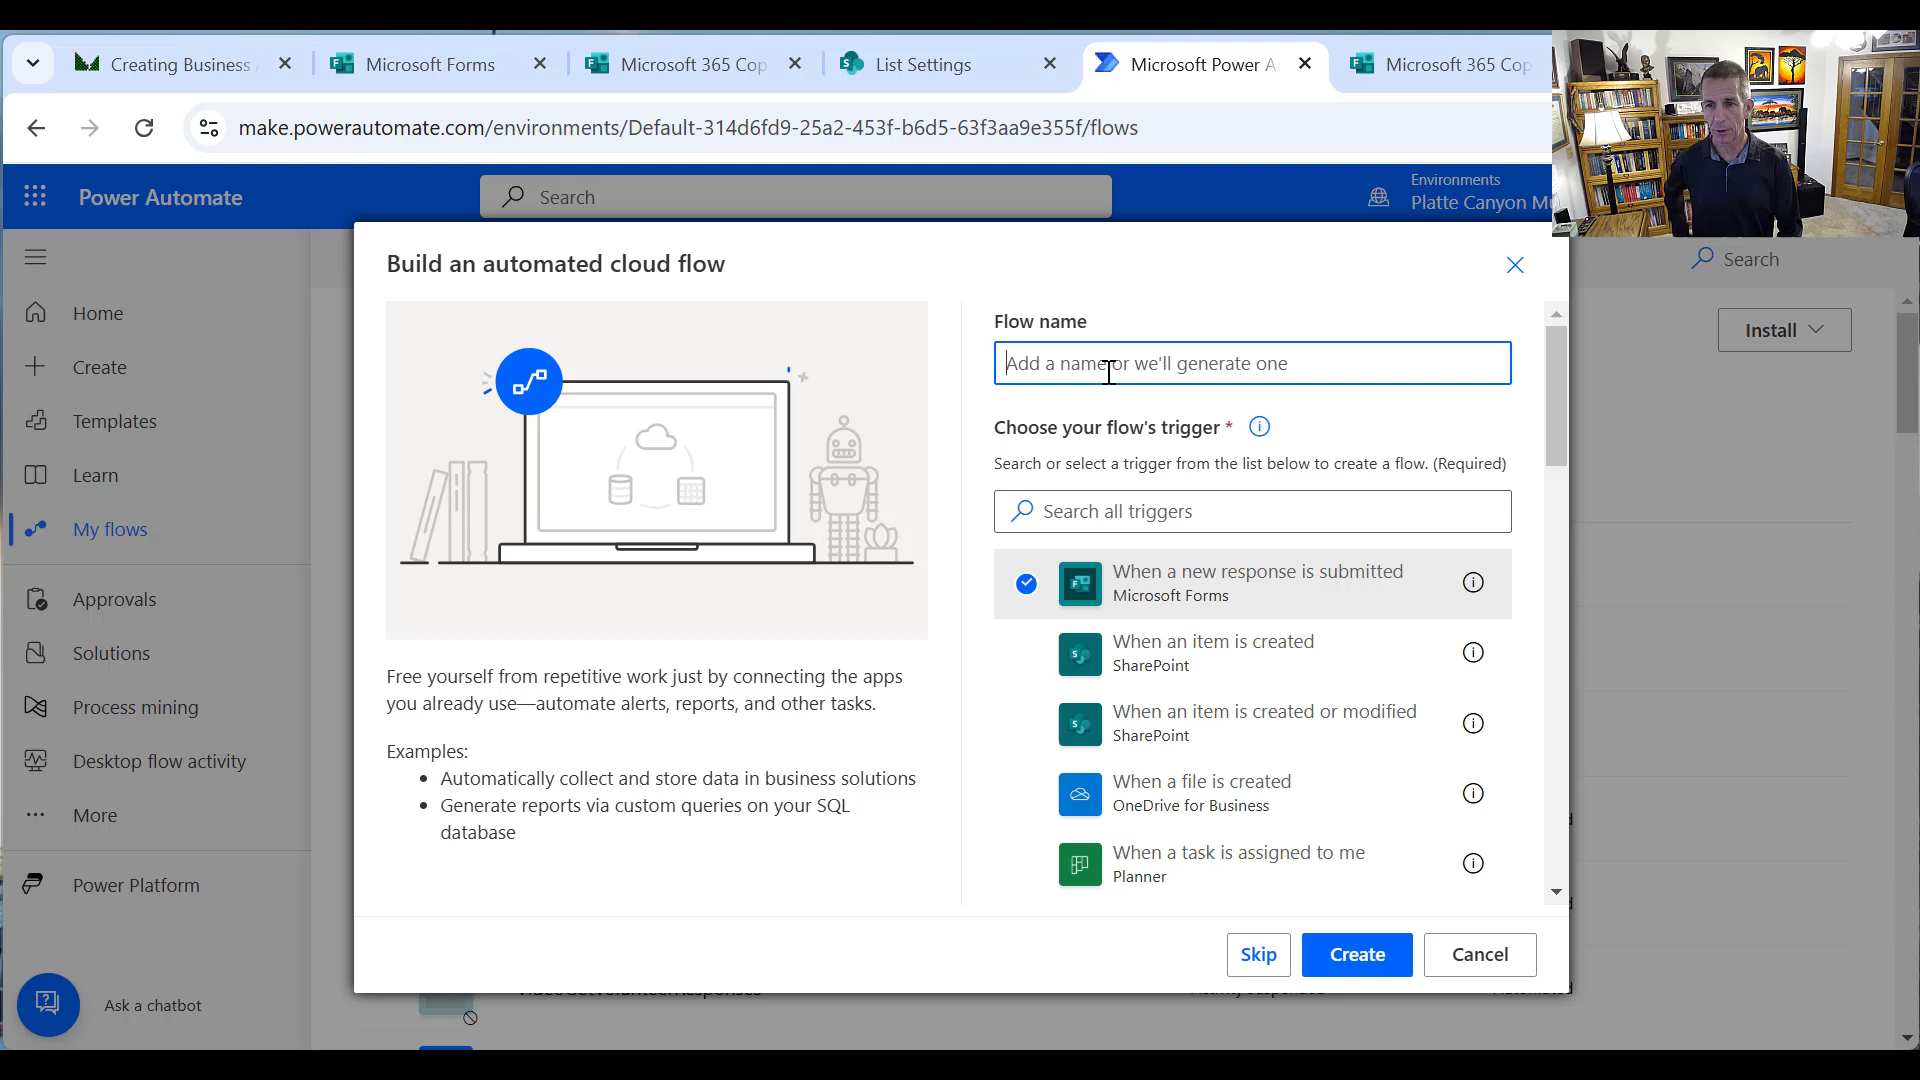 Creating Business
Microsoft Forms
Microsoft 365 Cop
List Settings
Microsoft Power A
Microsoft 365 Cop
make.powerautomate.com/environments/Default-314d6fd9-25a2-453f-b6d5-63f3aa9e355f/flows
Power Automate
Search
Environments
Platte Canyon Mu
Search
Install
Home
Create
Templates
Learn
My flows
Approvals
Solutions
Process mining
Desktop flow activity
More
Power Platform
Ask a chatbot
Build an automated cloud flow
Free yourself from repetitive work just by connecting the apps
you already use—automate alerts, reports, and other tasks.
Examples:
• Automatically collect and store data in business solutions
• Generate reports via custom queries on your SQL
database
Flow name
Add a name or we'll generate one
Choose your flow's trigger *
Search or select a trigger from the list below to create a flow. (Required)
Search all triggers
When a new response is submitted
Microsoft Forms
When an item is created
SharePoint
When an item is created or modified
SharePoint
When a file is created
OneDrive for Business
When a task is assigned to me
Planner
Skip
Create
Cancel